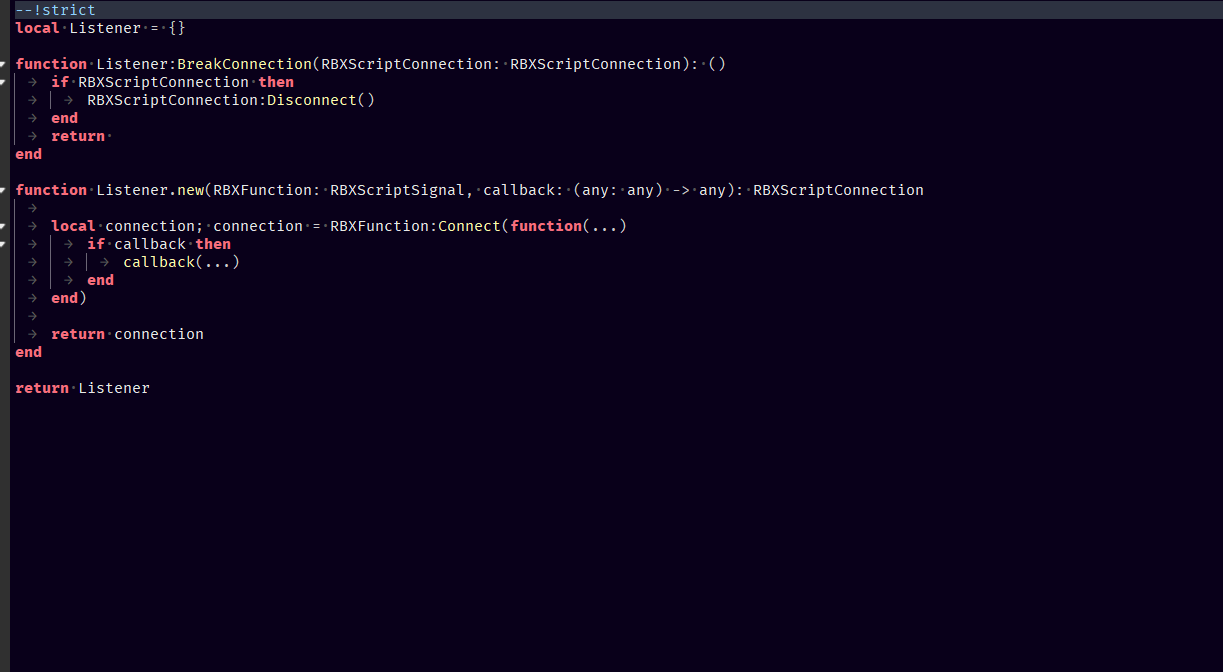 --!strict
local Listener = {}
function Listener:BreakConnection(RBXScriptConnection: RBXScriptConnection): ()
if RBXScriptConnection then
RBXScriptConnection:Disconnect()
end
return
end
function Listener.new(RBXFunction: RBXScriptSignal, callback: (any: any) -> any): RBXScriptConnection
local connection; connection = RBXFunction:Connect(function(...)
if callback then
callback(...)
end
end)
return connection
end
return Listener